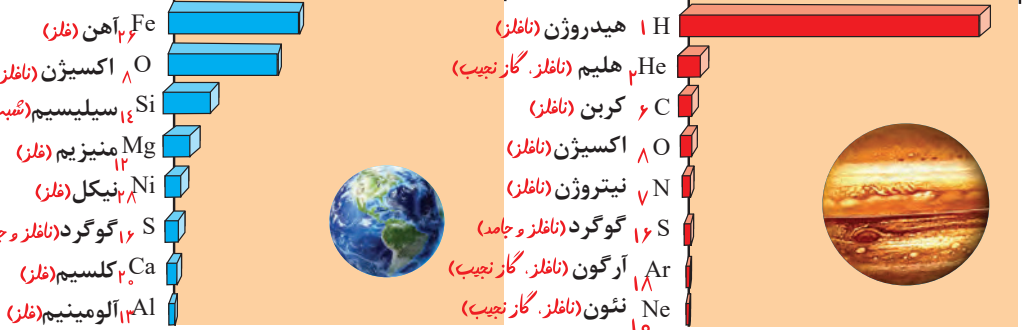 H ۱ هیدروژن (نافلز)
He ۲ هلیم (نافلز، گاز نجیب)
C ۶ کربن (نافلز)
O ۸ اکسیژن (نافلز)
N ۷ نیتروژن (نافلز)
S ۱۶ گوگرد (نافلز و جامد)
Ar ۱۸ آرگون (نافلز، گاز نجیب)
Ne ۱۰ نئون (نافلز، گاز نجیب)
Fe ۲۶ آهن (فلز)
O ۸ اکسیژن (نافلز
Si ۱۴ سیلیسیم (شبه
Mg ۱۲ منیزیم (فلز)
Ni ۲۸ نیکل (فلز)
S ۱۶ گوگرد (نافلز و
Ca ۲۰ کلسیم (فلز)
Al ۱۳ آلومینیم (فلز)